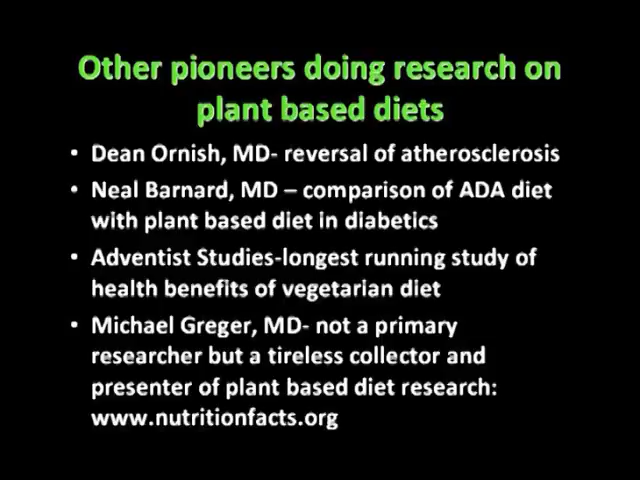 Other pioneers doing research on
plant based diets
• Dean Ornish, MD- reversal of atherosclerosis
• Neal Barnard, MD – comparison of ADA diet
with plant based diet in diabetics
• Adventist Studies-longest running study of
health benefits of vegetarian diet
• Michael Greger, MD- not a primary
researcher but a tireless collector and
presenter of plant based diet research:
www.nutritionfacts.org